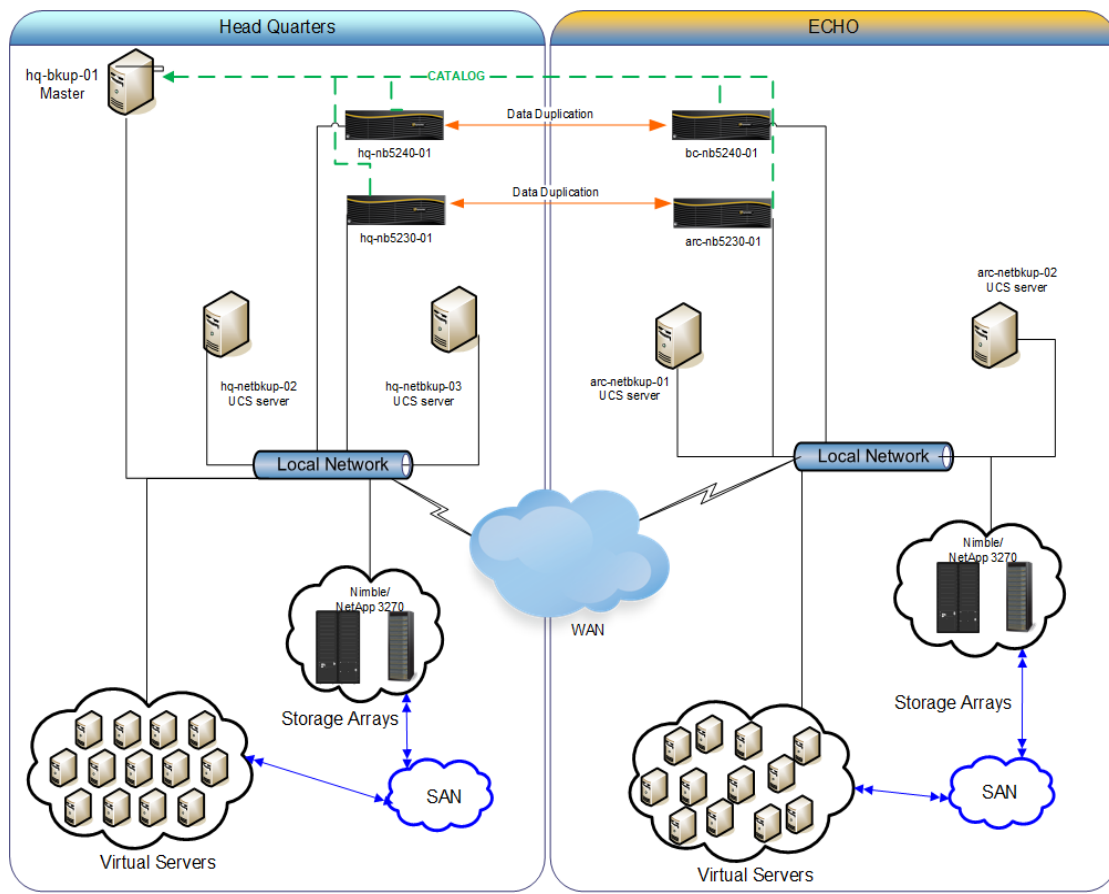 Head Quarters
ECHO
hq-bkup-01
Master
CATALOG
Data Duplication
hq-nb5240-01
bc-nb5240-01
Data Duplication
hq-nb5230-01
arc-nb5230-01
arc-netbkup-02
UCS server
hq-netbkup-02
UCS server
hq-netbkup-03
UCS server
arc-netbkup-01
UCS server
Local Network
Local Network
Nimble/
NetApp 3270
Nimble/
NetApp 3270
WAN
Storage Arrays
Storage Arrays
SAN
SAN
Virtual Servers
Virtual Servers